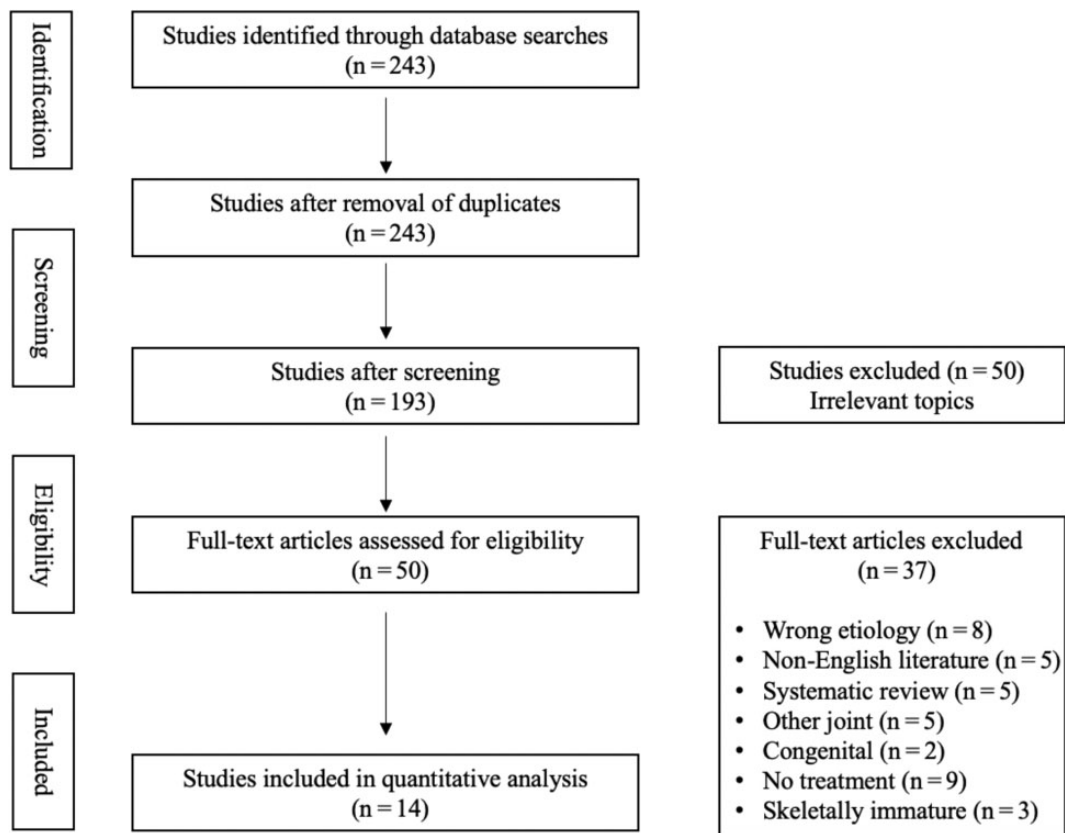 Identification
Studies identified through database searches
(n = 243)
Studies after removal of duplicates
(n = 243)
Screening
Studies after screening
(n = 193)
Studies excluded (n = 50)
Irrelevant topics
Eligibility
Full-text articles assessed for eligibility
(n = 50)
Full-text articles excluded
(n = 37)
• Wrong etiology (n = 8)
• Non-English literature (n = 5)
• Systematic review (n = 5)
• Other joint (n = 5)
• Congenital (n = 2)
• No treatment (n = 9)
• Skeletally immature (n = 3)
Included
Studies included in quantitative analysis
(n = 14)